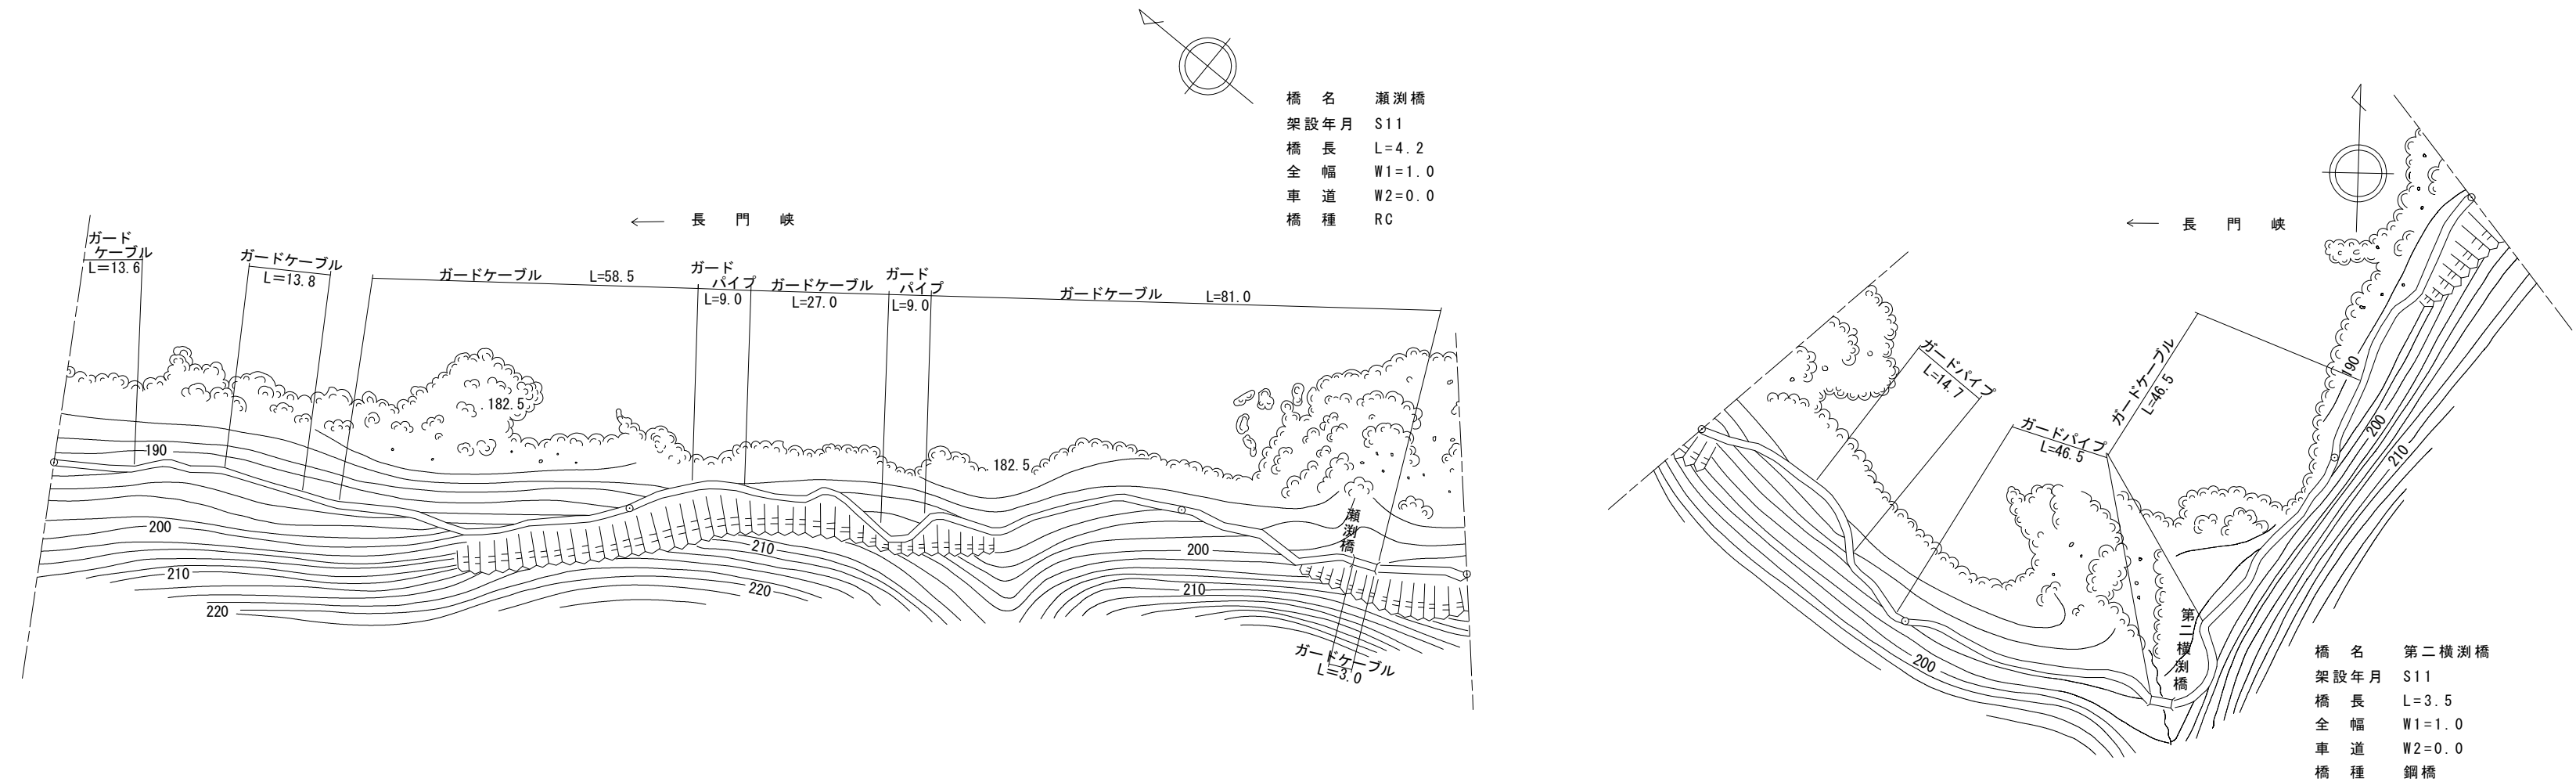 橋 名 瀬渕橋
架設年月 S11
橋 長 L=4.2
全 幅 W1=1.0
車 道 W2=0.0
橋 種 RC
← 長 門 峡
ガード
ケーブル
L=13.6
ガードケーブル
L=13.8
ガードケーブル L=58.5
ガード
パイプ
L=9.0
ガードケーブル
L=27.0
ガード
パイプ
L=9.0
ガードケーブル L=81.0
.182.5
182.5
190
200
210
220
210
220
200
210
瀬渕橋
ガードケーブル
L=3.0
← 長 門 峡
ガードパイプ
L=14.7
ガードパイプ
L=46.5
ガードケーブル
L=46.5
190
200
210
200
第二横渕橋
橋 名 第二横渕橋
架設年月 S11
橋 長 L=3.5
全 幅 W1=1.0
車 道 W2=0.0
橋 種 鋼橋